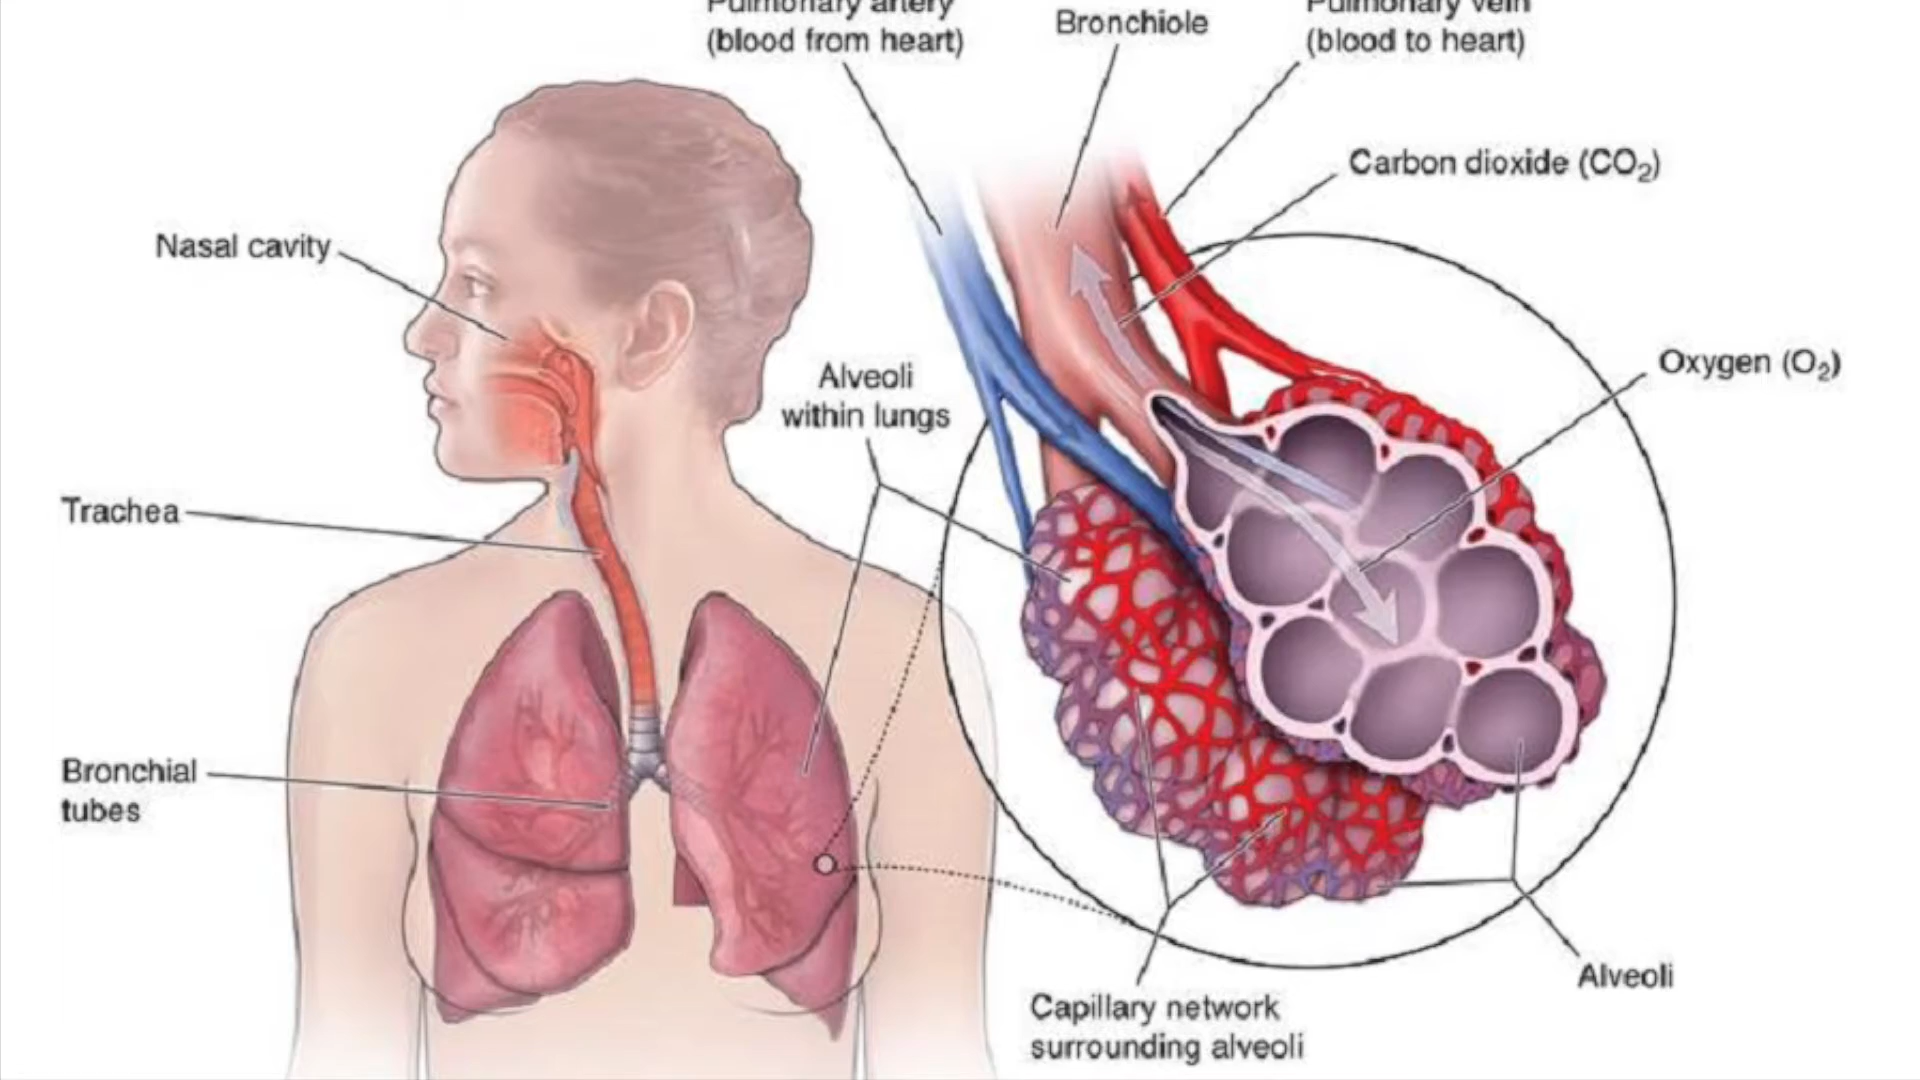 Pulmonary artery
(blood from heart)
Bronchiole
Pulmonary vein
(blood to heart)
Carbon dioxide (CO₂)
Nasal cavity
Oxygen (O₂)
Alveoli
within lungs
Trachea
Bronchial
tubes
Alveoli
Capillary network
surrounding alveoli